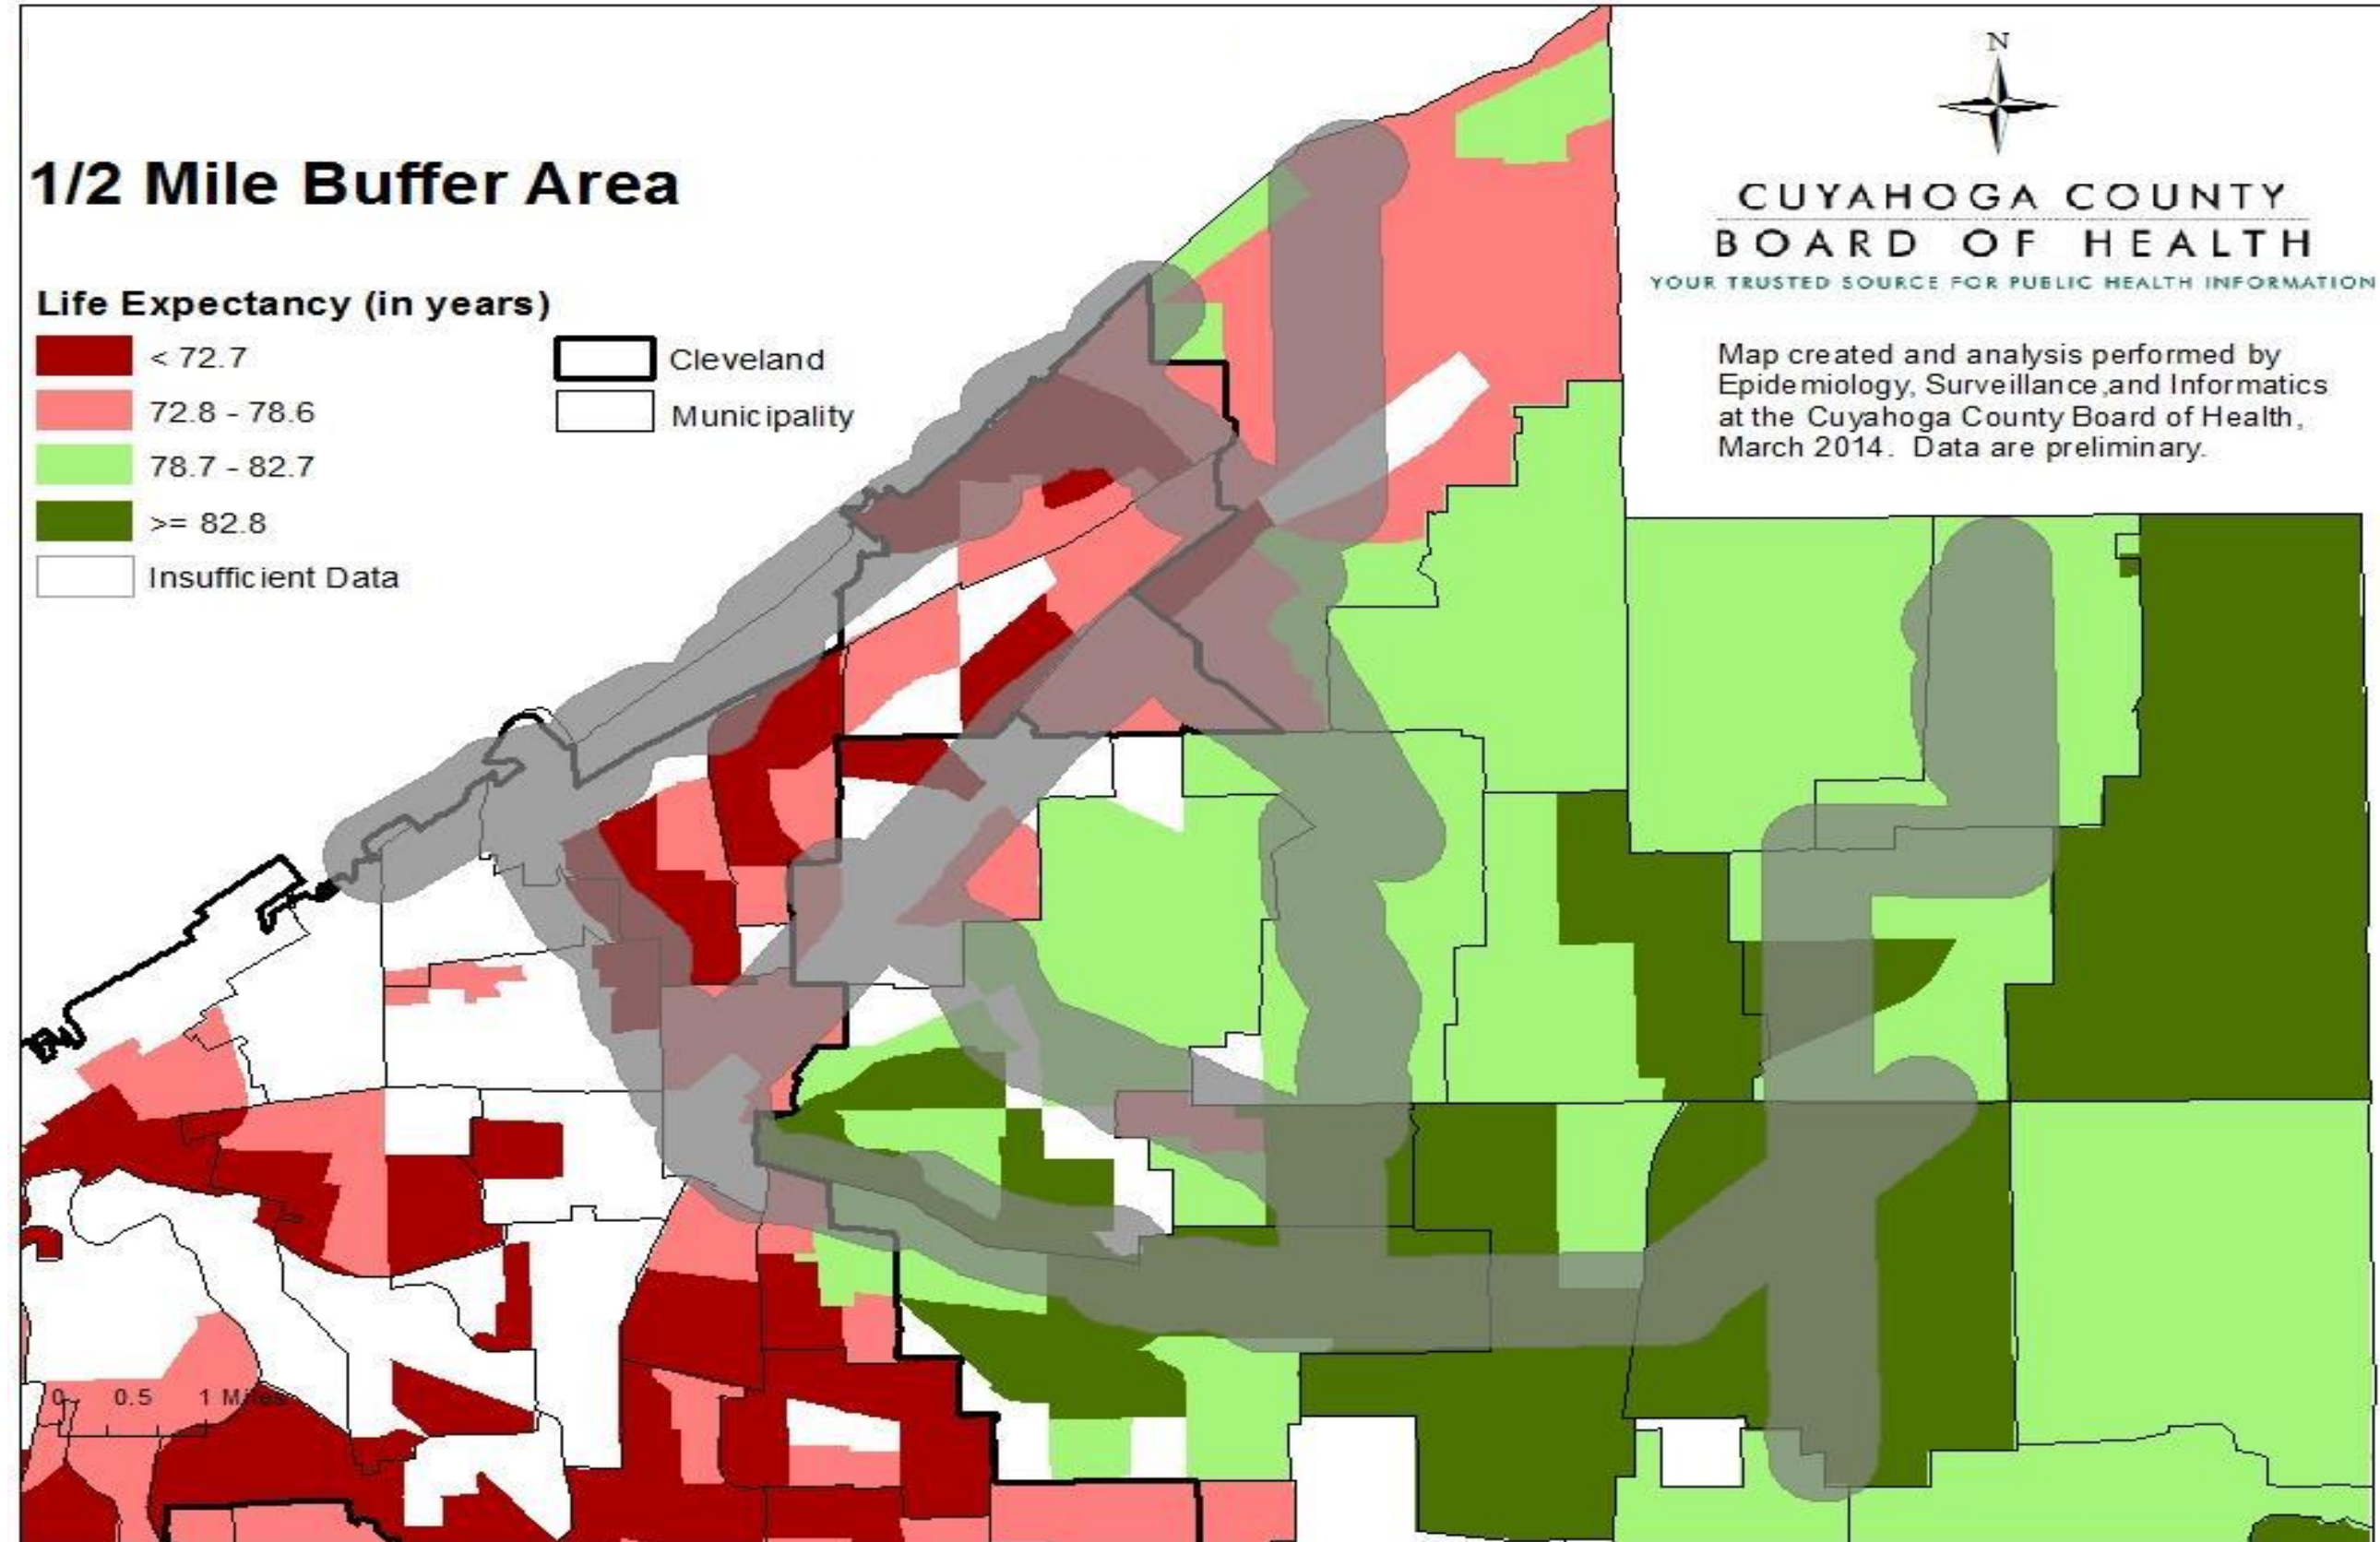 N
1/2 Mile Buffer Area
CUYAHOGA COUNTY
BOARD OF HEALTH
YOUR TRUSTED SOURCE FOR PUBLIC HEALTH INFORMATION
Life Expectancy (in years)
< 72.7
72.8 - 78.6
78.7 - 82.7
>= 82.8
Insufficient Data
Cleveland
Municipality
Map created and analysis performed by
Epidemiology, Surveillance,and Informatics
at the Cuyahoga County Board of Health,
March 2014. Data are preliminary.
0 0.5 1 Miles